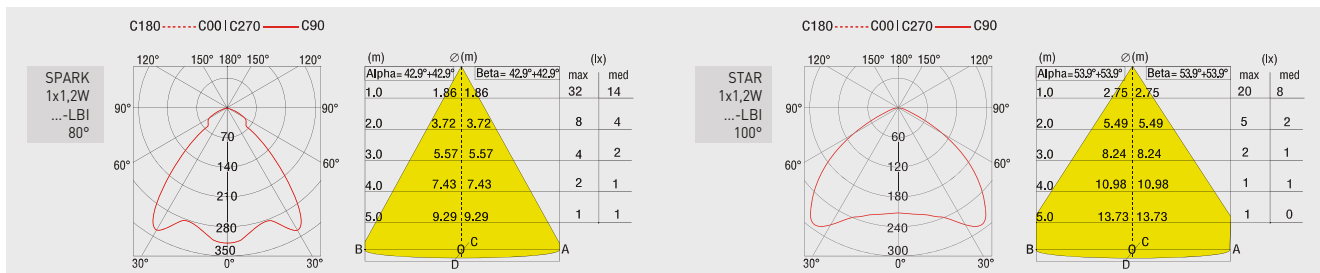 C180 ------- C00 | C270 —— C90
SPARK
1x1,2W
...-LBI
80°
120° 150° 180° 150° 120°
90° 90°
60° 60°
70
140
210
280
350
30° 0° 30°
(m) ∅(m) (lx)
Alpha= 42.9°+42.9° Beta= 42.9°+42.9° max med
1.0 1.86 1.86 32 14
2.0 3.72 3.72 8 4
3.0 5.57 5.57 4 2
4.0 7.43 7.43 2 1
5.0 9.29 9.29 1 1
B O C A
D
C180 ------- C00 | C270 —— C90
STAR
1x1,2W
...-LBI
100°
120° 150° 180° 150° 120°
90° 90°
60° 60°
60
120
180
240
300
30° 0° 30°
(m) ∅(m) (lx)
Alpha= 53.9°+53.9° Beta= 53.9°+53.9° max med
1.0 2.75 2.75 20 8
2.0 5.49 5.49 5 2
3.0 8.24 8.24 2 1
4.0 10.98 10.98 1 1
5.0 13.73 13.73 1 0
B O C A
D